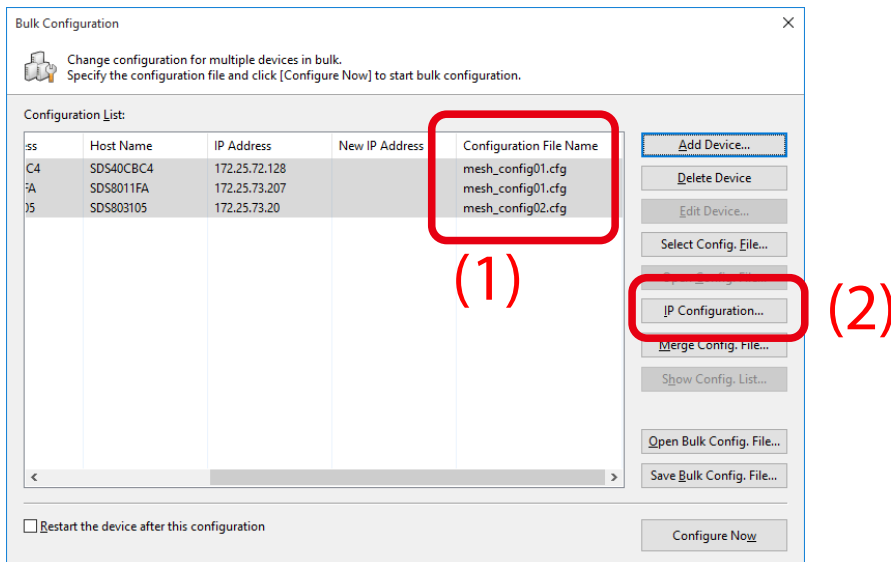 Bulk Configuration
Change configuration for multiple devices in bulk.
Specify the configuration file and click [Configure Now] to start bulk configuration.
Configuration List:
ss Host Name IP Address New IP Address Configuration File Name
C4 SDS40CBC4 172.25.72.128 mesh_config01.cfg
FA SDS8011FA 172.25.73.207 mesh_config01.cfg
05 SDS803105 172.25.73.20 mesh_config02.cfg
(1)
Add Device...
Delete Device
Edit Device...
Select Config. File...
IP Configuration...
(2)
Merge Config. File...
Show Config. List...
Open Bulk Config. File...
Save Bulk Config. File...
Restart the device after this configuration
Configure Now